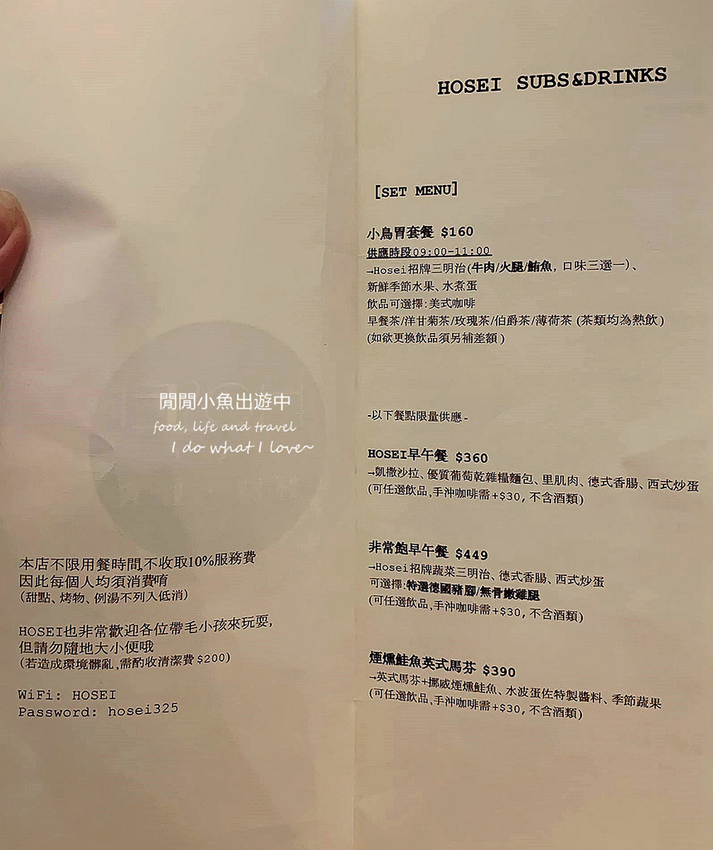 HOSEI SUBS&DRINKS
[SET MENU]
小鳥胃套餐 $160
供應時段09:00-11:00
→Hosei招牌三明治(牛肉/火腿/鮪魚, 口味三選一)、
新鮮季節水果、水煮蛋
飲品可選擇:美式咖啡
早餐茶/洋甘菊茶/玫瑰茶/伯爵茶/薄荷茶 (茶類均為熱飲)
(如欲更換飲品須另補差額)
-以下餐點限量供應-
HOSEI早午餐 $360
→凱撒沙拉、優質葡萄乾雜糧麵包、里肌肉、德式香腸、西式炒蛋
(可任選飲品,手沖咖啡需+$30, 不含酒類)
非常飽早午餐 $449
→Hosei招牌蔬菜三明治、德式香腸、西式炒蛋
可選擇:特選德國豬腳/無骨嫩雞腿
(可任選飲品,手沖咖啡需+$30, 不含酒類)
煙燻鮭魚英式馬芬 $390
→英式馬芬+挪威煙燻鮭魚、水波蛋佐特製醬料、季節蔬果
(可任選飲品,手沖咖啡需+$30, 不含酒類)
閒閒小魚出遊中
food, life and travel
I do what I love~
本店不限用餐時間,不收取10%服務費
因此每個人均須消費唷
(甜點、烤物、例湯不列入低消)
HOSEI也非常歡迎各位帶毛小孩來玩耍,
但請勿隨地大小便哦
(若造成環境髒亂,需酌收清潔費$200)
WiFi: HOSEI
Password: hosei325